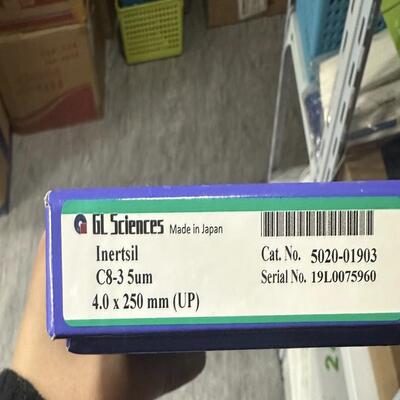 GL Sciences Made in Japan
Inertsil
C8-3 5um
4.0 x 250 mm (UP)
Cat. No. 5020-01903
Serial No. 19L0075960